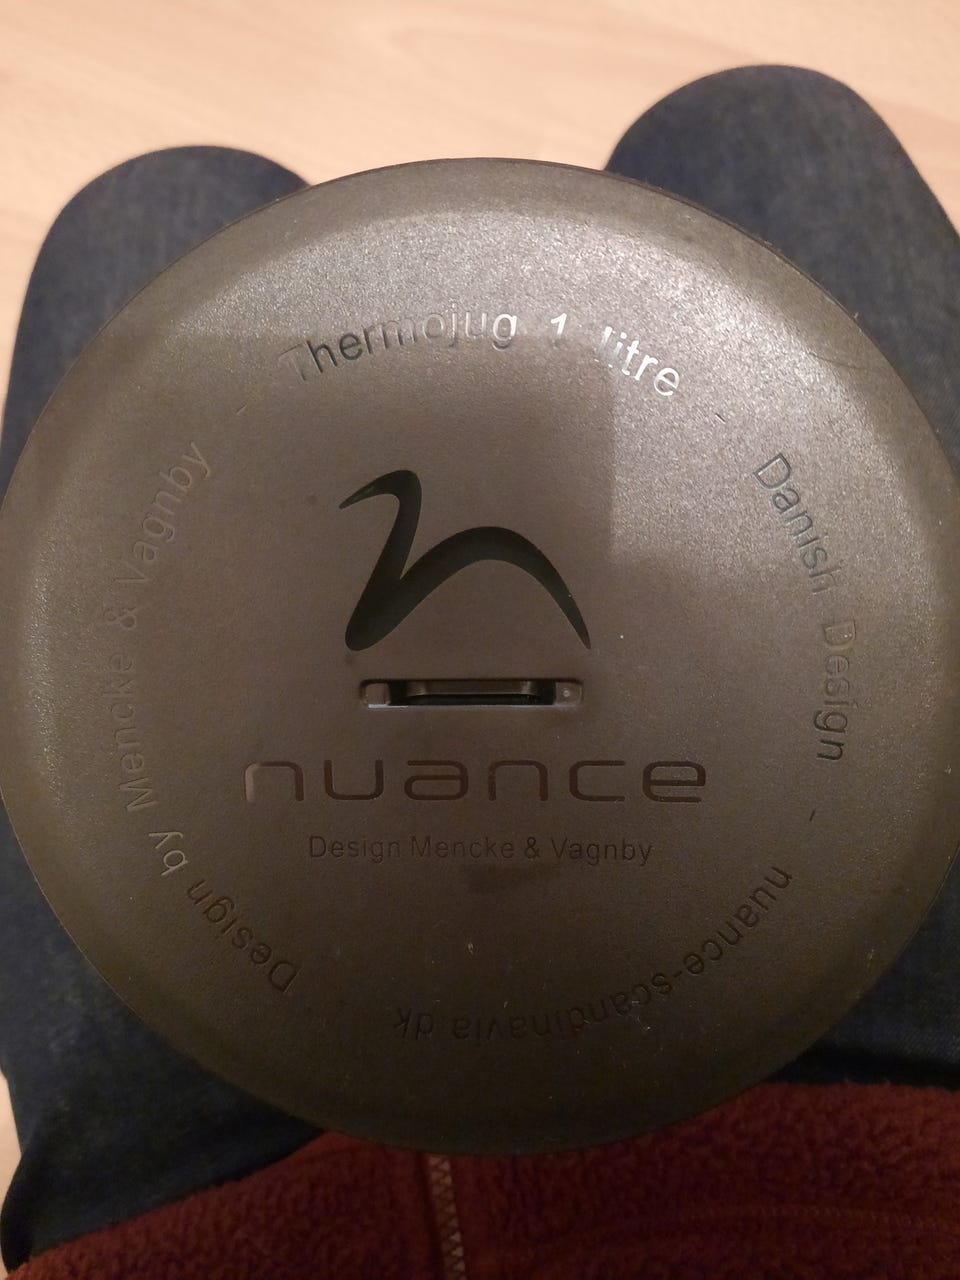 Thermojug 1 litre
Danish Design
nuance-scandinavia.dk
Design by Mencke & Vagnby
nuance
Design Mencke & Vagnby